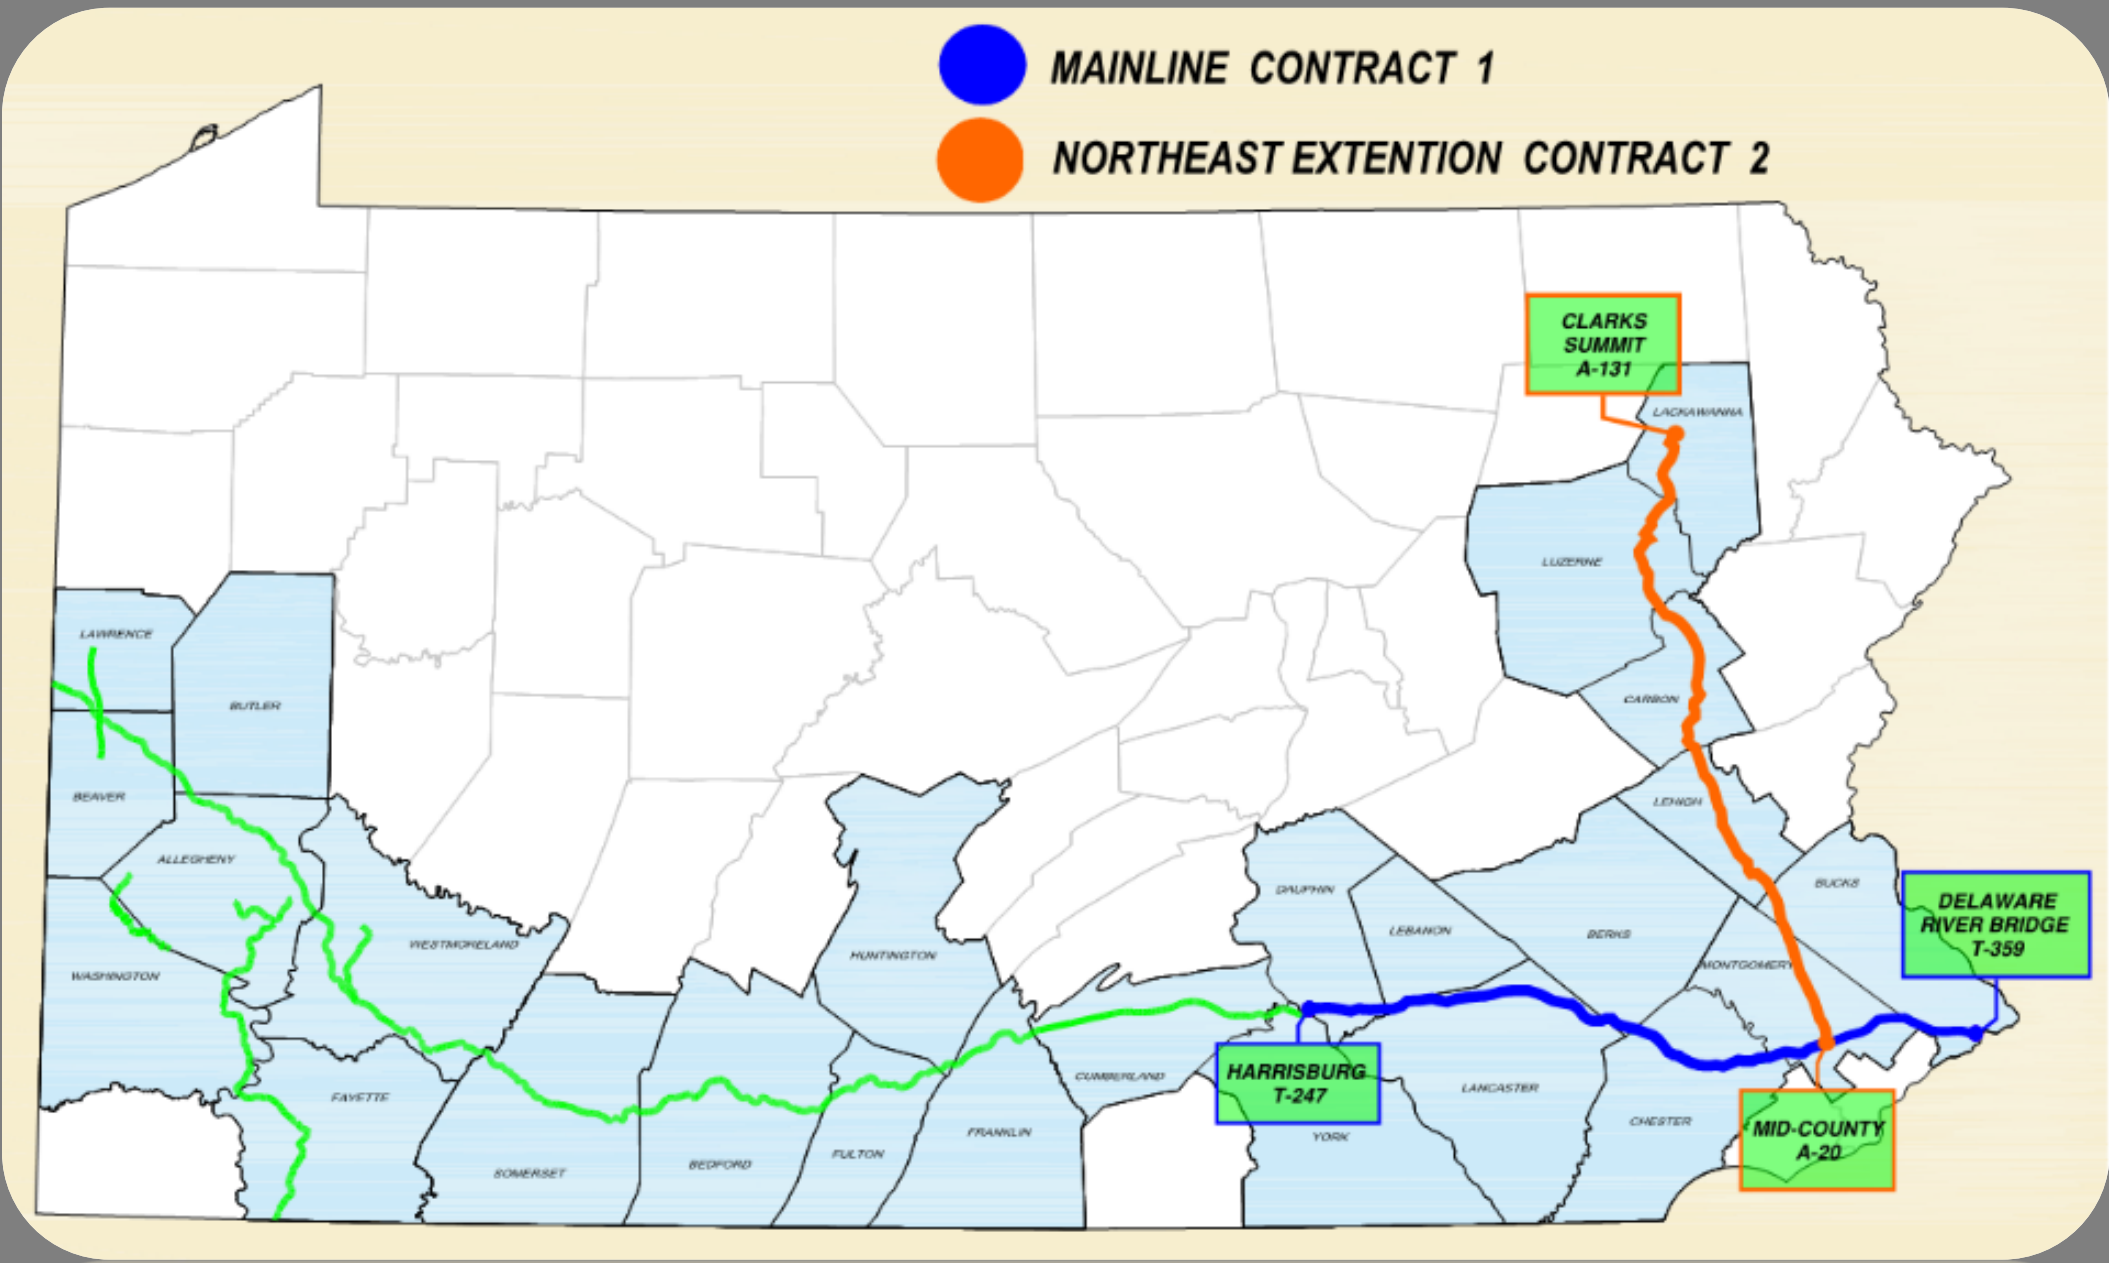 MAINLINE CONTRACT 1
NORTHEAST EXTENTION CONTRACT 2
CLARKS
SUMMIT
A-131
LACKAWANNA
LUZERNE
LAWRENCE
CARBON
BUTLER
BEAVER
LEHIGH
ALLEGHENY
BUCKS
DAUPHIN
DELAWARE
RIVER BRIDGE
T-359
LEBANON
BERKS
WESTMORELAND
HUNTINGTON
MONTGOMERY
WASHINGTON
HARRISBURG
T-247
CUMBERLAND
LANCASTER
FAYETTE
CHESTER
MID-COUNTY
A-20
FRANKLIN
YORK
FULTON
BEDFORD
SOMERSET